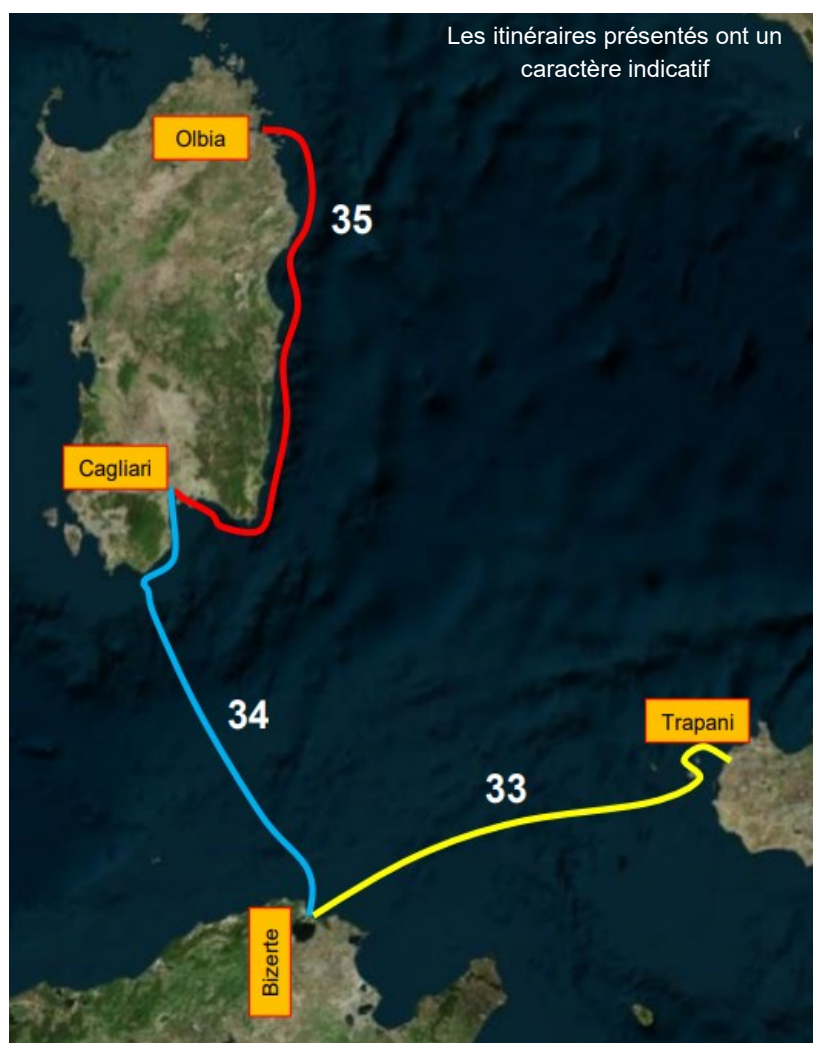 Les itinéraires présentés ont un
caractère indicatif
Olbia
35
Cagliari
34
Trapani
33
Bizerte